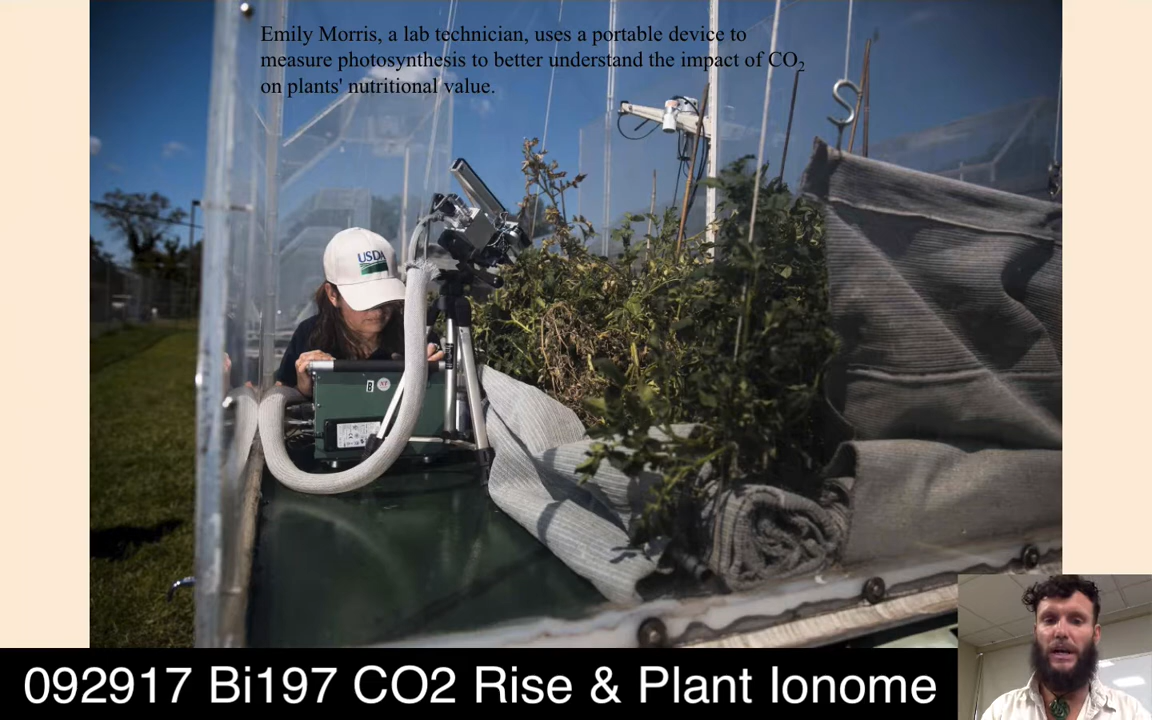 Emily Morris, a lab technician, uses a portable device to
measure photosynthesis to better understand the impact of CO₂
on plants' nutritional value.
USDA
B
092917 Bi197 CO2 Rise & Plant Ionome